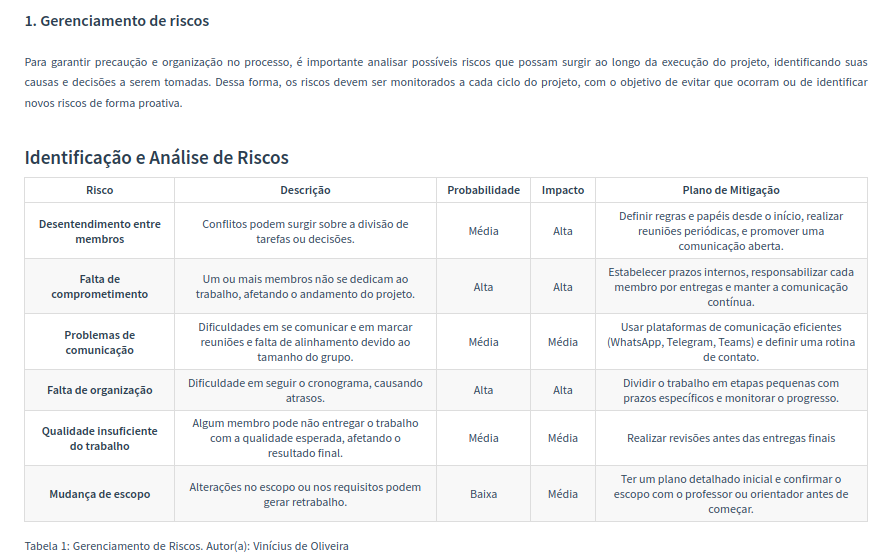 1. Gerenciamento de riscos
Para garantir precaução e organização no processo, é importante analisar possíveis riscos que possam surgir ao longo da execução do projeto, identificando suas
causas e decisões a serem tomadas. Dessa forma, os riscos devem ser monitorados a cada ciclo do projeto, com o objetivo de evitar que ocorram ou de identificar
novos riscos de forma proativa.
Identificação e Análise de Riscos
Risco Descrição Probabilidade Impacto Plano de Mitigação
Desentendimento entre
membros
Conflitos podem surgir sobre a divisão de
tarefas ou decisões.
Média
Alta
Definir regras e papéis desde o início, realizar
reuniões periódicas, e promover uma
comunicação aberta.
Falta de
comprometimento
Um ou mais membros não se dedicam ao
trabalho, afetando o andamento do projeto.
Alta
Alta
Estabelecer prazos internos, responsabilizar cada
membro por entregas e manter a comunicação
contínua.
Problemas de
comunicação
Dificuldades em se comunicar e em marcar
reuniões e falta de alinhamento devido ao
tamanho do grupo.
Média
Média
Usar plataformas de comunicação eficientes
(WhatsApp, Telegram, Teams) e definir uma rotina
de contato.
Falta de organização
Dificuldade em seguir o cronograma, causando
atrasos.
Alta
Alta
Dividir o trabalho em etapas pequenas com
prazos específicos e monitorar o progresso.
Qualidade insuficiente
do trabalho
Algum membro pode não entregar o trabalho
com a qualidade esperada, afetando o
resultado final.
Média
Média
Realizar revisões antes das entregas finais
Mudança de escopo
Alterações no escopo ou nos requisitos podem
gerar retrabalho.
Baixa
Média
Ter um plano detalhado inicial e confirmar o
escopo com o professor ou orientador antes de
começar.
Tabela 1: Gerenciamento de Riscos. Autor(a): Vinícius de Oliveira